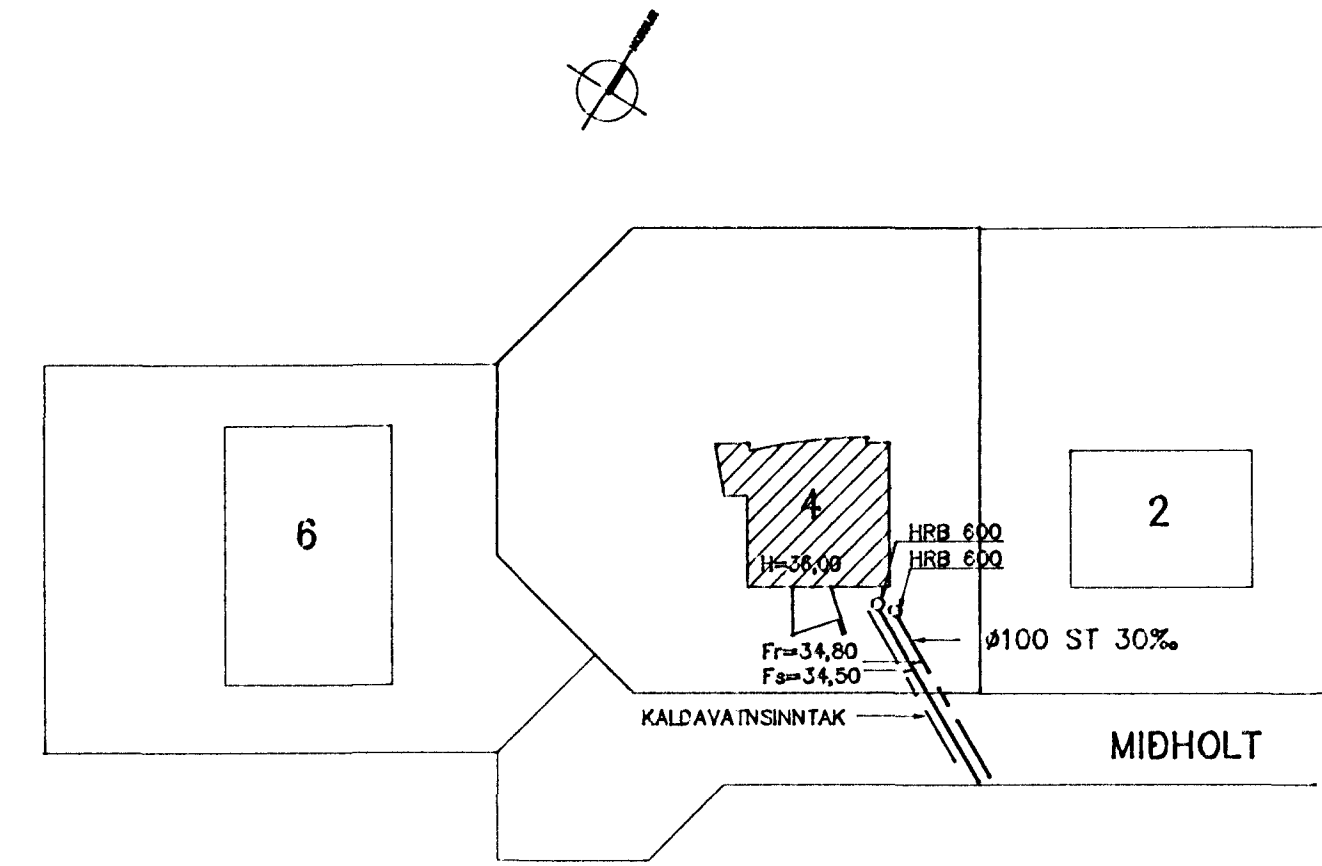 6
4
2
HRB 600
HRB 600
H=36,00
Ø100 ST 30‰
Fr=34,80
Fs=34,50
KALDAVATNSINNTAK
MIÐHOLT